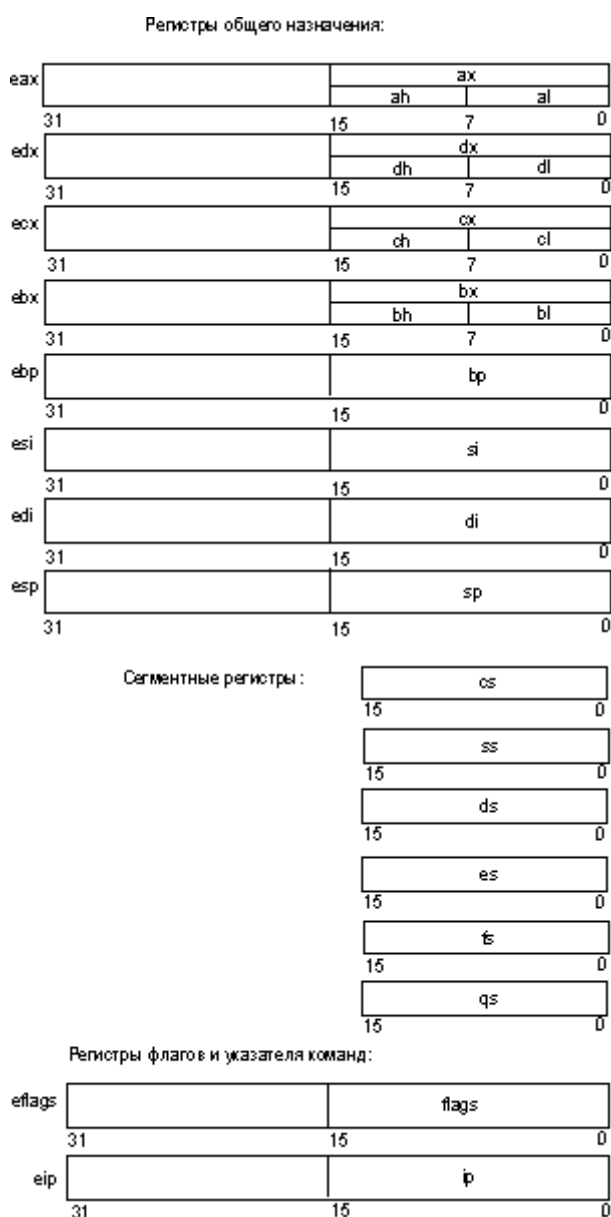 Регистры общего назначения:
eax
ax
ah al
31 15 7 0
edx
dx
dh dl
31 15 7 0
ecx
cx
ch cl
31 15 7 0
ebx
bx
bh bl
31 15 7 0
ebp bp
31 15 0
esi si
31 15 0
edi di
31 15 0
esp sp
31 15 0
Сегментные регистры: cs
15 0
ss
15 0
ds
15 0
es
15 0
fs
15 0
qs
15 0
Регистры флагов и указателя команд:
eflags flags
31 15 0
eip ip
31 15 0